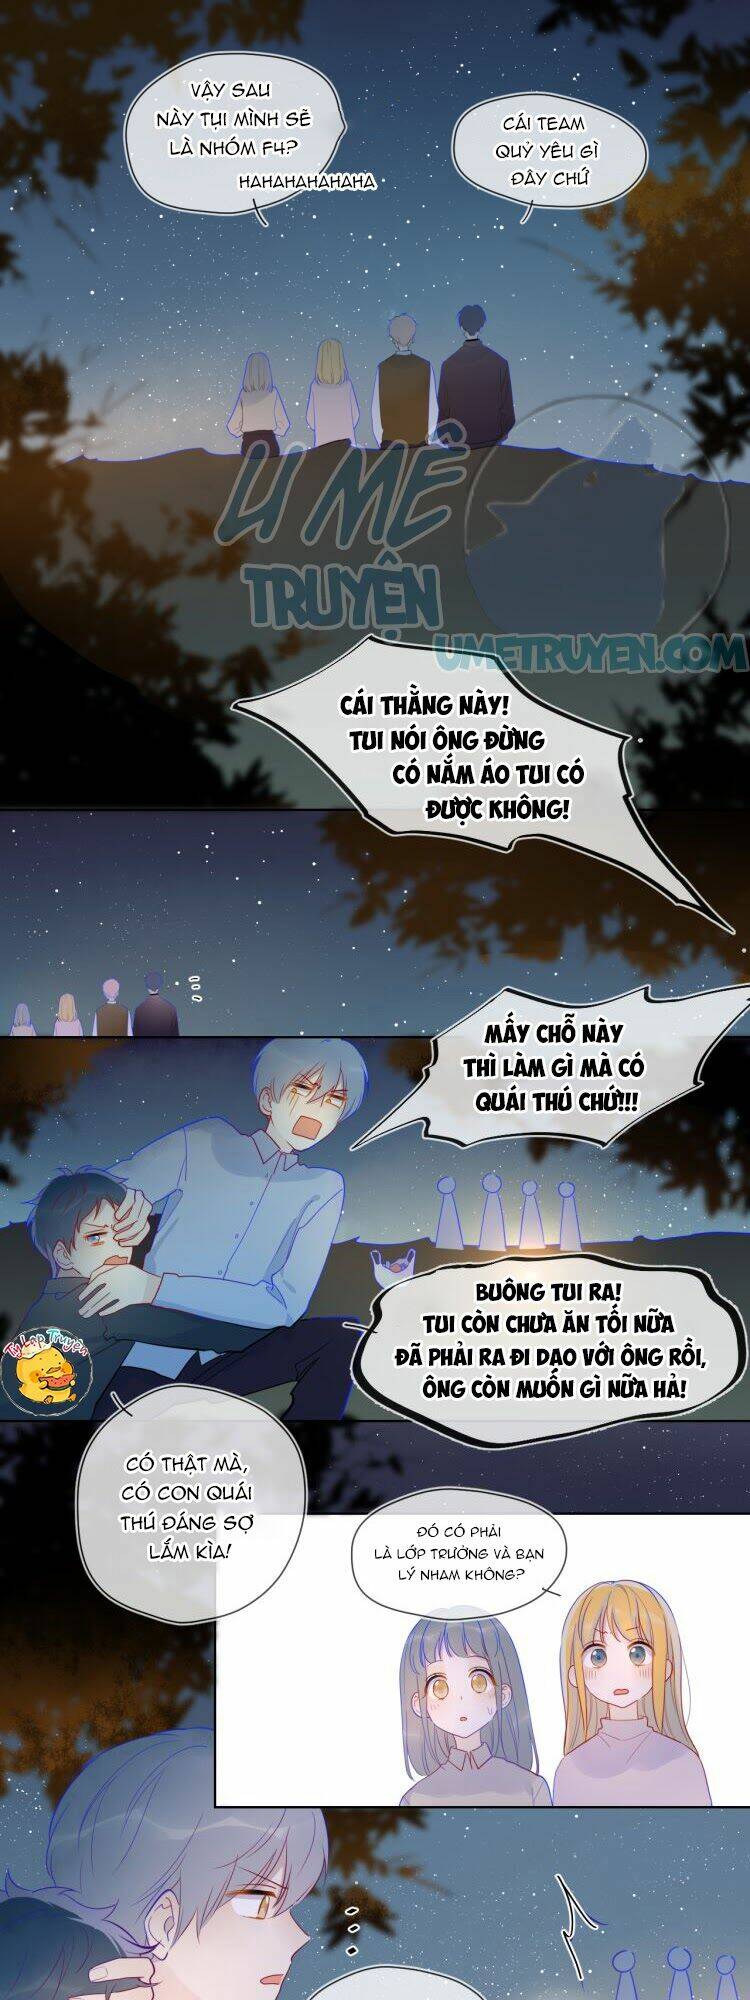 VẬY SAU
NÀY TỤI MÌNH SẼ
LÀ NHÓM F4?
HAHAHAHAHAHA
CÁI TEAM
QUỶ YÊU GÌ
ĐÂY CHỨ
U MÊ
TRUYỆN
UMETRUYEN.COM
CÁI THẰNG NÀY!
TUI NÓI ÔNG ĐỪNG
CÓ NẮM ÁO TUI CÓ
ĐƯỢC KHÔNG!
MẤY CHỖ NÀY
THÌ LÀM GÌ MÀ CÓ
QUÁI THÚ CHỨ!!!
BUÔNG TUI RA!
TUI CÒN CHƯA ĂN TỐI NỮA
ĐÃ PHẢI RA ĐI DẠO VỚI ÔNG RỒI,
ÔNG CÒN MUỐN GÌ NỮA HẢ!
Ty Lap Truyện
CÓ THẬT MÀ,
CÓ CON QUÁI
THÚ ĐÁNG SỢ
LẮM KÌA!
ĐÓ CÓ PHẢI
LÀ LỚP TRƯỞNG VÀ BẠN
LÝ NHAM KHÔNG?